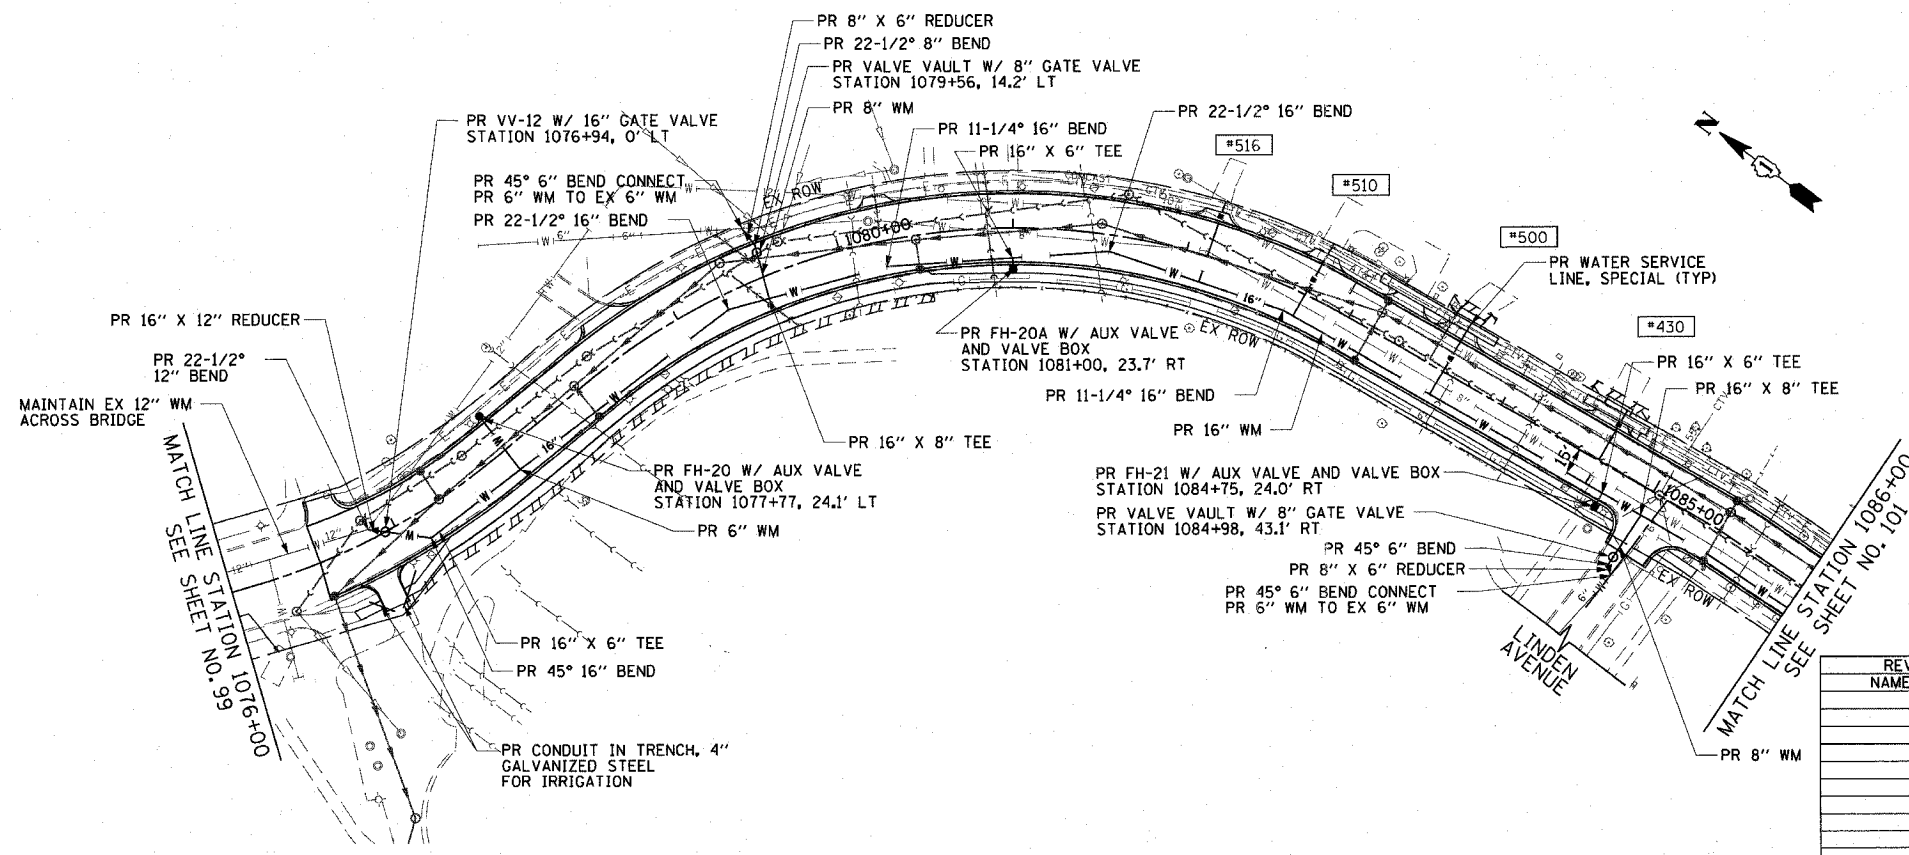 PR 8" X 6" REDUCER
PR 22-1/2° 8" BEND
PR VALVE VAULT W/ 8" GATE VALVE
STATION 1079+56, 14.2' LT
PR 8" WM
PR VV-12 W/ 16" GATE VALVE
STATION 1076+94, 0' LT
PR 11-1/4° 16" BEND
PR 16" X 6" TEE
PR 22-1/2° 16" BEND
#516
N
PR 45° 6" BEND CONNECT
PR 6" WM TO EX 6" WM
PR 22-1/2° 16" BEND
EX ROW
#510
1080+00
#500
PR WATER SERVICE
LINE, SPECIAL (TYP)
PR 16" X 12" REDUCER
PR 22-1/2°
12" BEND
MAINTAIN EX 12" WM
ACROSS BRIDGE
#430
PR FH-20A W/ AUX VALVE
AND VALVE BOX
STATION 1081+00, 23.7' RT
EX ROW
16"
PR 16" X 6" TEE
PR 16" X 8" TEE
PR 11-1/4° 16" BEND
PR 16" WM
PR 16" X 8" TEE
16"
PR FH-20 W/ AUX VALVE
AND VALVE BOX
STATION 1077+77, 24.1' LT
PR 6" WM
PR FH-21 W/ AUX VALVE AND VALVE BOX
STATION 1084+75, 24.0' RT
PR VALVE VAULT W/ 8" GATE VALVE
STATION 1084+98, 43.1' RT
15'
1085+00
PR 45° 6" BEND
PR 8" X 6" REDUCER
PR 45° 6" BEND CONNECT
PR 6" WM TO EX 6" WM
EX ROW
MATCH LINE STATION 1076+00
SEE SHEET NO. 99
12"
12"
PR 16" X 6" TEE
PR 45° 16" BEND
LINDEN
AVENUE
MATCH LINE STATION 1086+00
SEE SHEET NO. 101
PR CONDUIT IN TRENCH, 4"
GALVANIZED STEEL
FOR IRRIGATION
PR 8" WM
REV
NAME